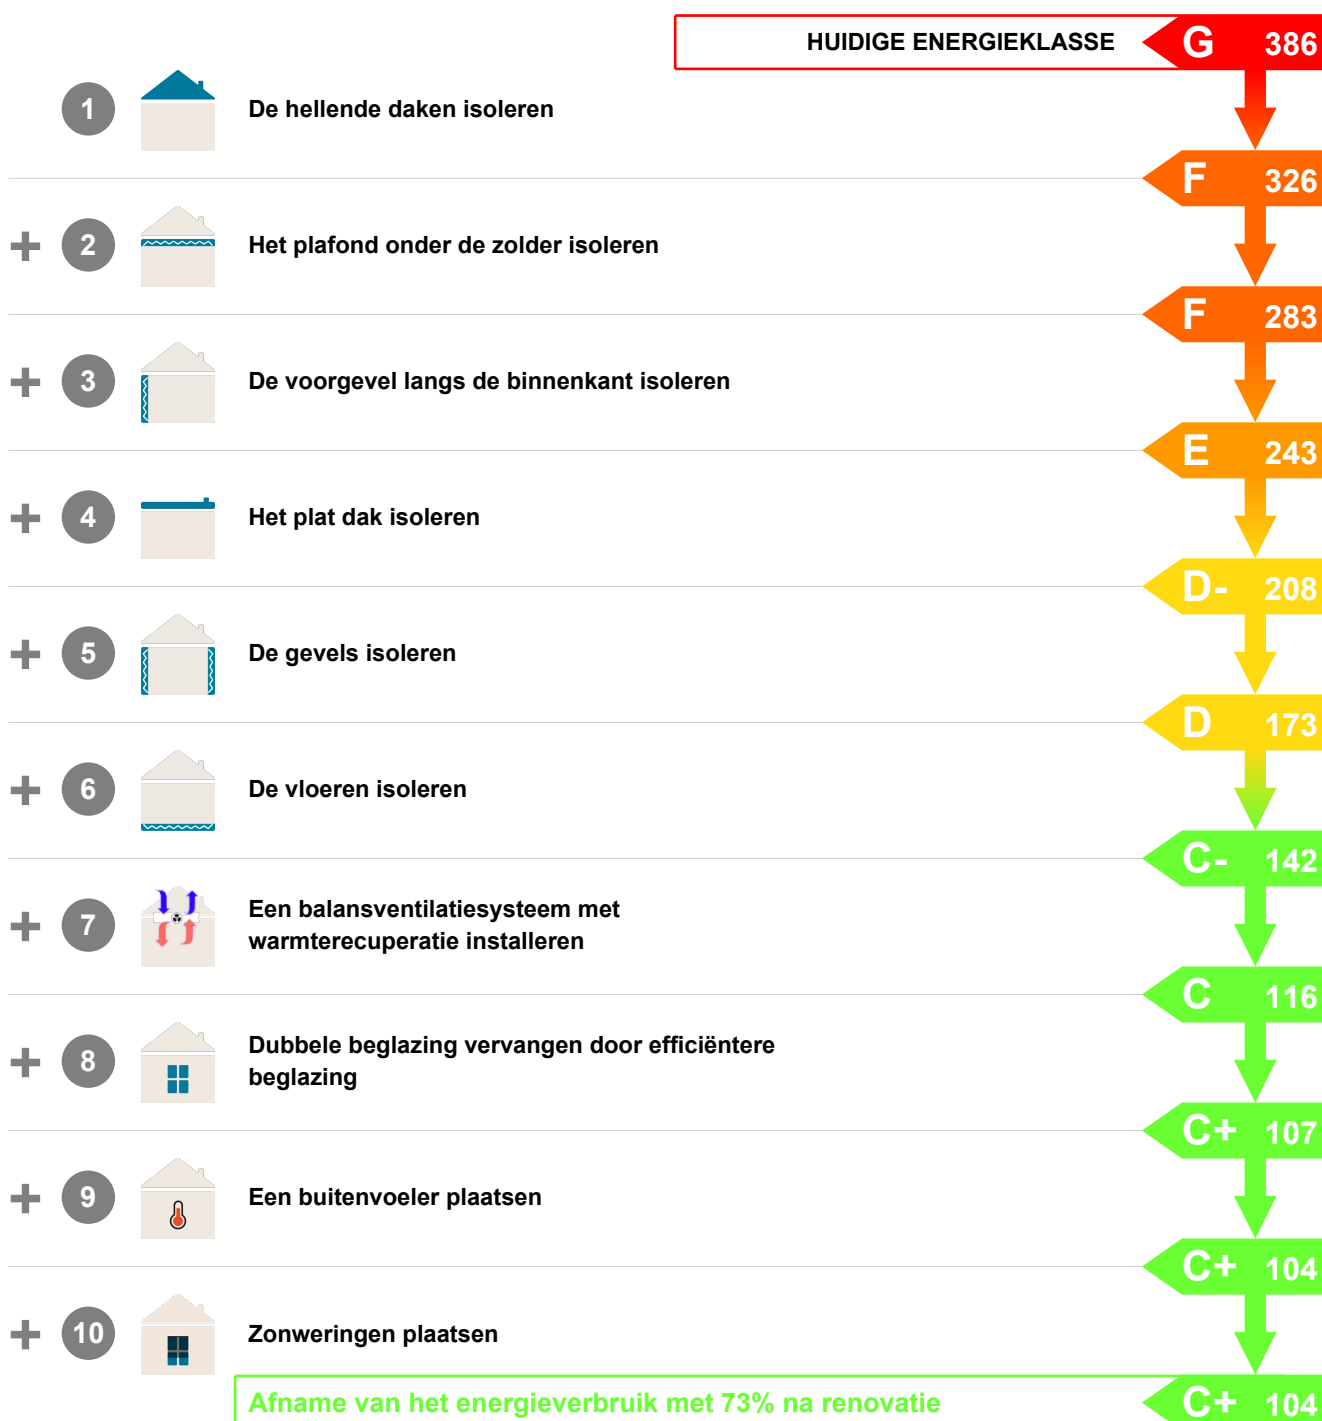 HUIDIGE ENERGIEKLASSE G 386
1 De hellende daken isoleren
F 326
+ 2 Het plafond onder de zolder isoleren
F 283
+ 3 De voorgevel langs de binnenkant isoleren
E 243
+ 4 Het plat dak isoleren
D- 208
+ 5 De gevels isoleren
D 173
+ 6 De vloeren isoleren
C- 142
+ 7 Een balansventilatiesysteem met
warmterecuperatie installeren
C 116
+ 8 Dubbele beglazing vervangen door efficiëntere
beglazing
C+ 107
+ 9 Een buitenvoeler plaatsen
C+ 104
+ 10 Zonweringen plaatsen
Afname van het energieverbruik met 73% na renovatie C+ 104